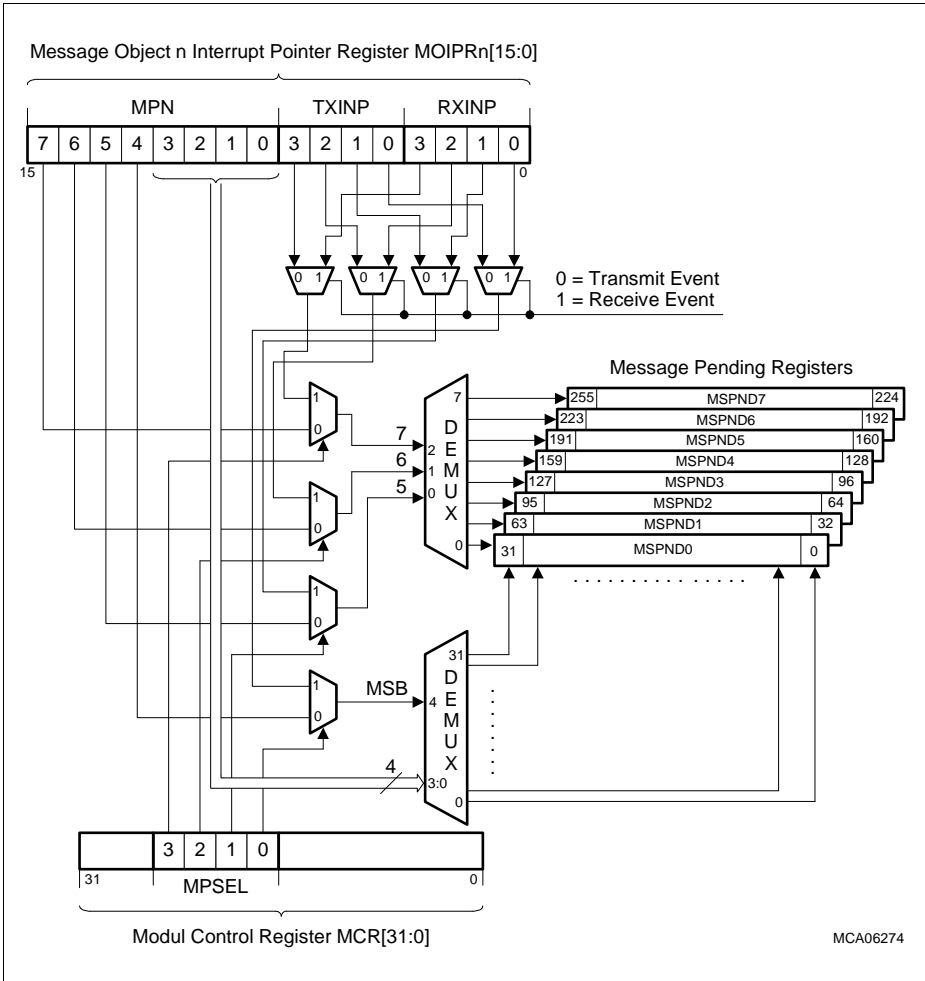 Message Object n Interrupt Pointer Register MOIPRn[15:0]
MPN TXINP RXINP
7 6 5 4 3 2 1 0 3 2 1 0 3 2 1 0
15 0
0 1 0 1 0 1 0 1
0 = Transmit Event
1 = Receive Event
Message Pending Registers
1
0
1
0
1
0
1
0
7
6
5
2
1
0
DEMUX
7
0
255 MSPND7 224
223 MSPND6 192
191 MSPND5 160
159 MSPND4 128
127 MSPND3 96
95 MSPND2 64
63 MSPND1 32
31 MSPND0 0
. . . . . . . . . . . . . . .
MSB
4
4
3:0
DEMUX
31
0
3 2 1 0
31 MPSEL 0
Modul Control Register MCR[31:0]
MCA06274